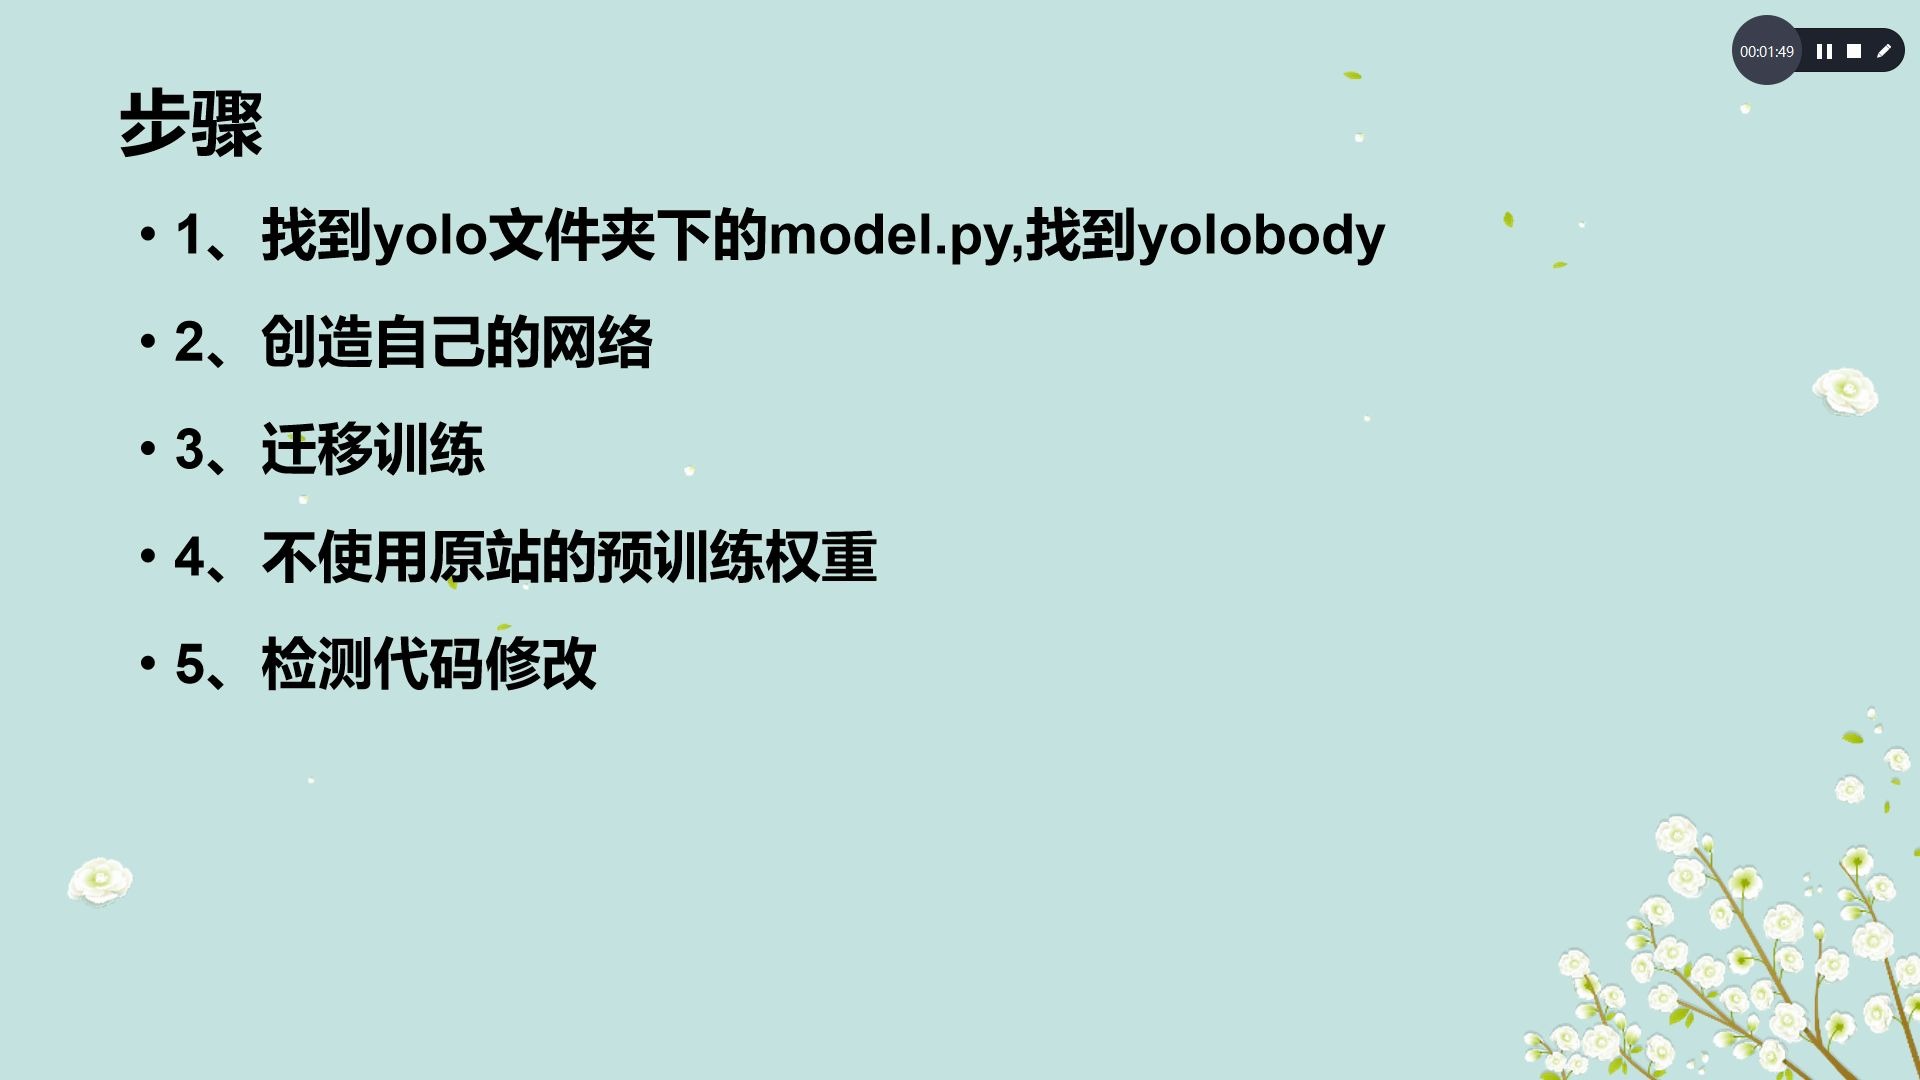 00:01:49
步骤
• 1、找到yolo文件夹下的model.py,找到yolobody
• 2、创造自己的网络
• 3、迁移训练
• 4、不使用原站的预训练权重
• 5、检测代码修改